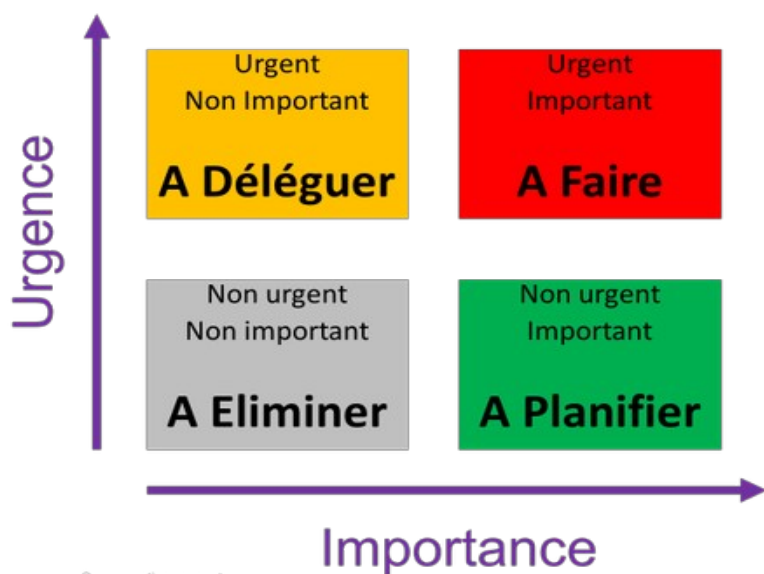 Urgence
Urgent
Non Important
A Déléguer
Urgent
Important
A Faire
Non urgent
Non important
A Eliminer
Non urgent
Important
A Planifier
Importance